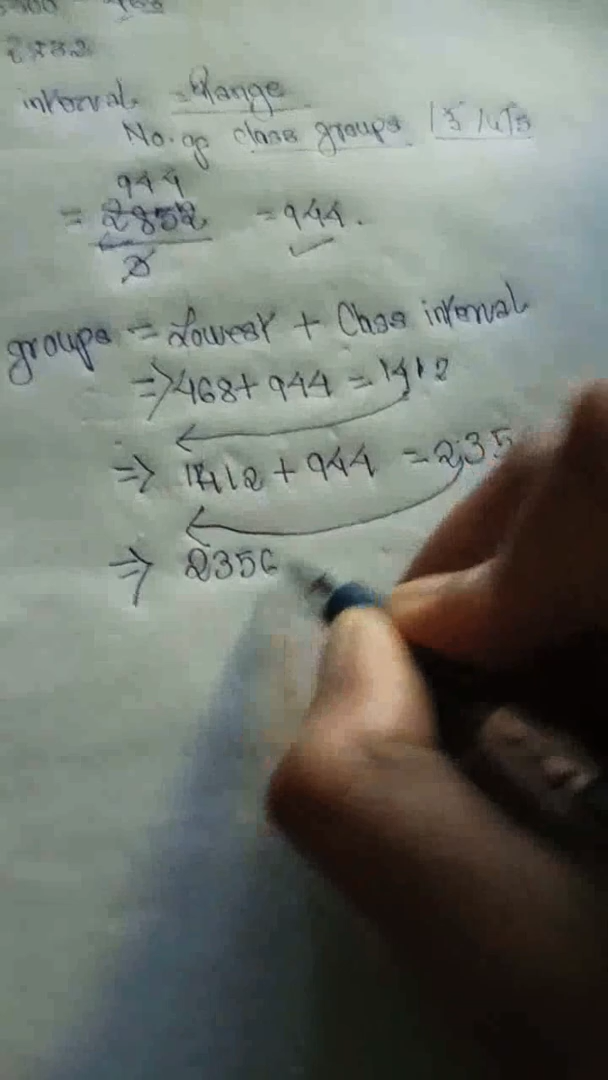 2832
interval = Range
No. of class groups
944
= 2832 = 944.
3
groups = Lowest + Class interval
=> 468 + 944 = 1412
=> 1412 + 944 = 235
=> 2356